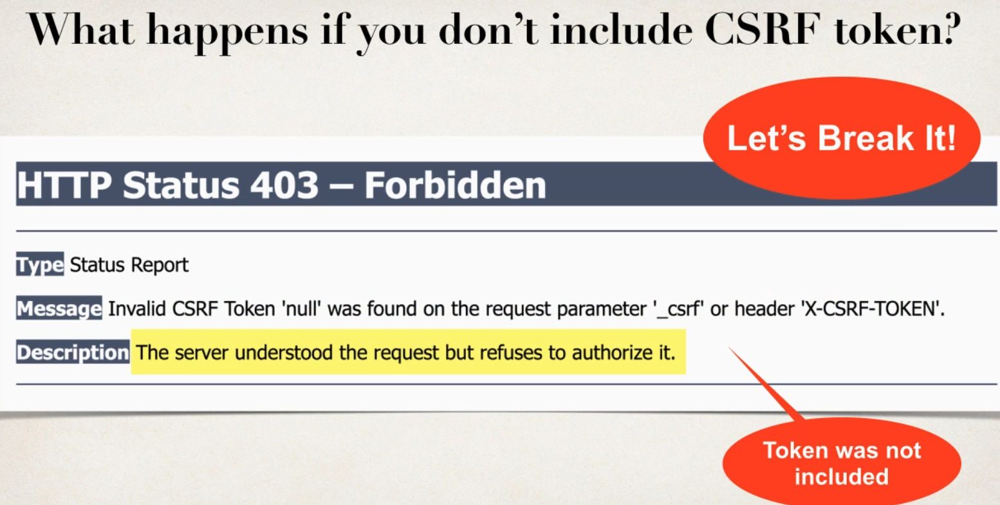 What happens if you don’t include CSRF token?
Let’s Break It!
HTTP Status 403 – Forbidden
Type Status Report
Message Invalid CSRF Token 'null' was found on the request parameter '_csrf' or header 'X-CSRF-TOKEN'.
Description The server understood the request but refuses to authorize it.
Token was not
included